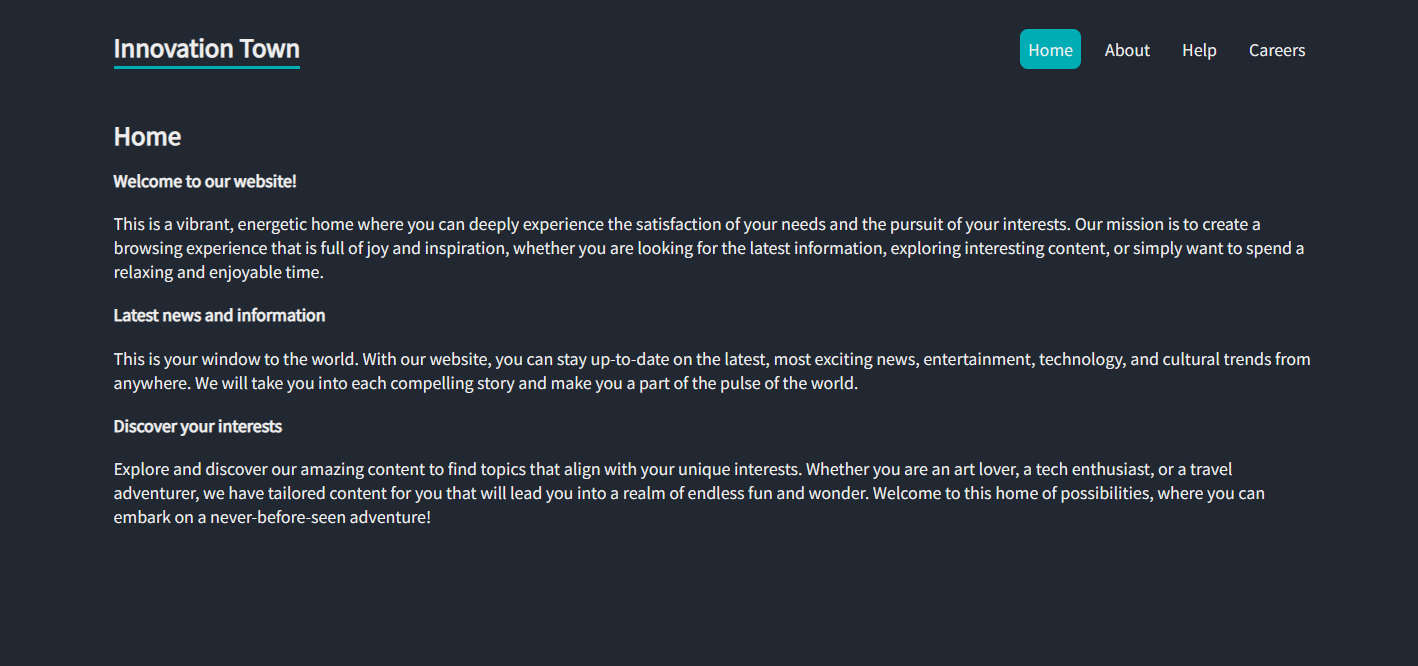 Innovation Town
Home About Help Careers
Home
Welcome to our website!
This is a vibrant, energetic home where you can deeply experience the satisfaction of your needs and the pursuit of your interests. Our mission is to create a
browsing experience that is full of joy and inspiration, whether you are looking for the latest information, exploring interesting content, or simply want to spend a
relaxing and enjoyable time.
Latest news and information
This is your window to the world. With our website, you can stay up-to-date on the latest, most exciting news, entertainment, technology, and cultural trends from
anywhere. We will take you into each compelling story and make you a part of the pulse of the world.
Discover your interests
Explore and discover our amazing content to find topics that align with your unique interests. Whether you are an art lover, a tech enthusiast, or a travel
adventurer, we have tailored content for you that will lead you into a realm of endless fun and wonder. Welcome to this home of possibilities, where you can
embark on a never-before-seen adventure!